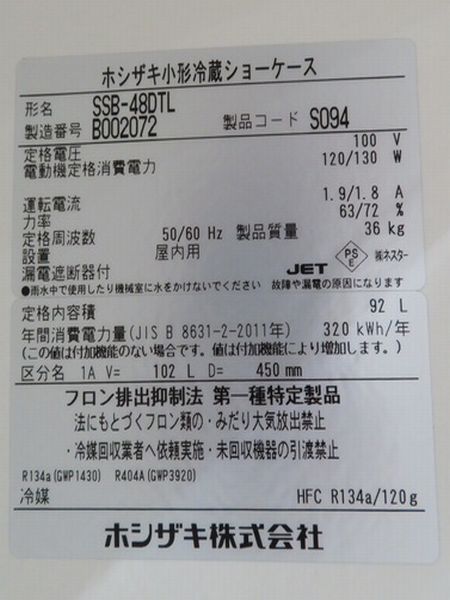 ホシザキ小形冷蔵ショーケース
形名 SSB-48DTL
製造番号 B002072 製品コード S094
定格電圧 100 V
電動機定格消費電力 120/130 W
運転電流 1.9/1.8 A
力率 63/72 %
定格周波数 50/60 Hz 製品質量 36 kg
設置 屋内用
漏電遮断器付 JET PSE ㈱ネスター
●雨水中で使用したり機械室に水をかけないでください 故障や漏電の原因になります
定格内容積 92 L
年間消費電力量(JIS B 8631-2-2011年) 320 kWh/年
(この値は付加機能のない場合です。値は付加機能により増加します。)
区分名 1A V= 102 L D= 450 mm
フロン排出抑制法 第一種特定製品
法にもとづくフロン類の・みだり大気放出禁止
・冷媒回収業者へ依頼実施・未回収機器の引渡禁止
R134a(GWP1430) R404A(GWP3920)
冷媒 HFC R134a/120g
ホシザキ株式会社